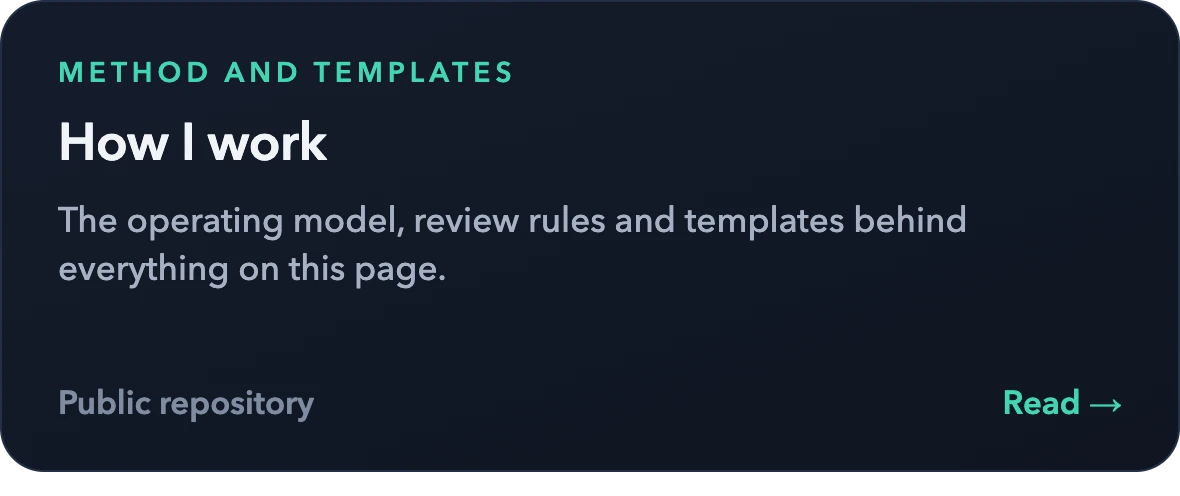 METHOD AND TEMPLATES
How I work
The operating model, review rules and templates behind
everything on this page.
Public repository
Read →